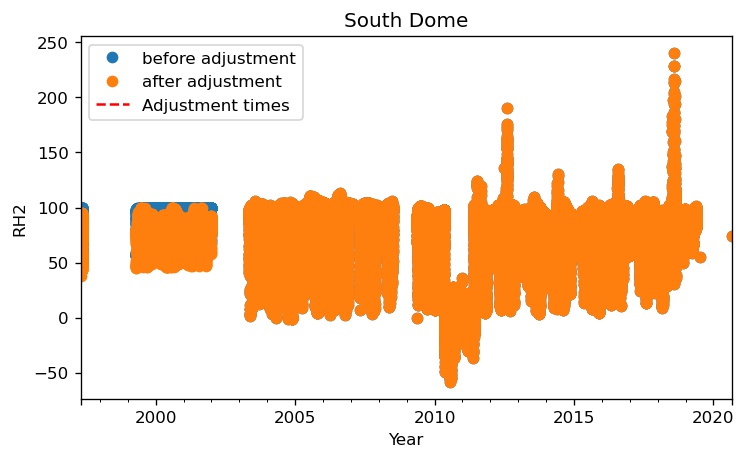 South Dome
before adjustment
after adjustment
Adjustment times
RH2
250
200
150
100
50
0
−50
2000 2005 2010 2015 2020
Year